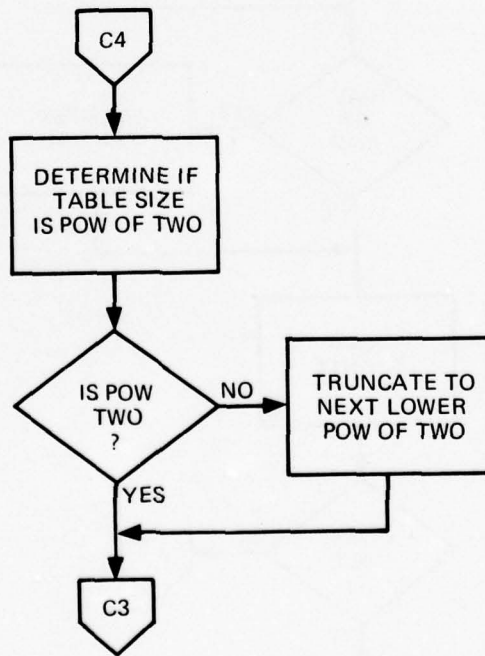 C4
DETERMINE IF
TABLE SIZE
IS POW OF TWO
IS POW
TWO
?
NO
TRUNCATE TO
NEXT LOWER
POW OF TWO
YES
C3